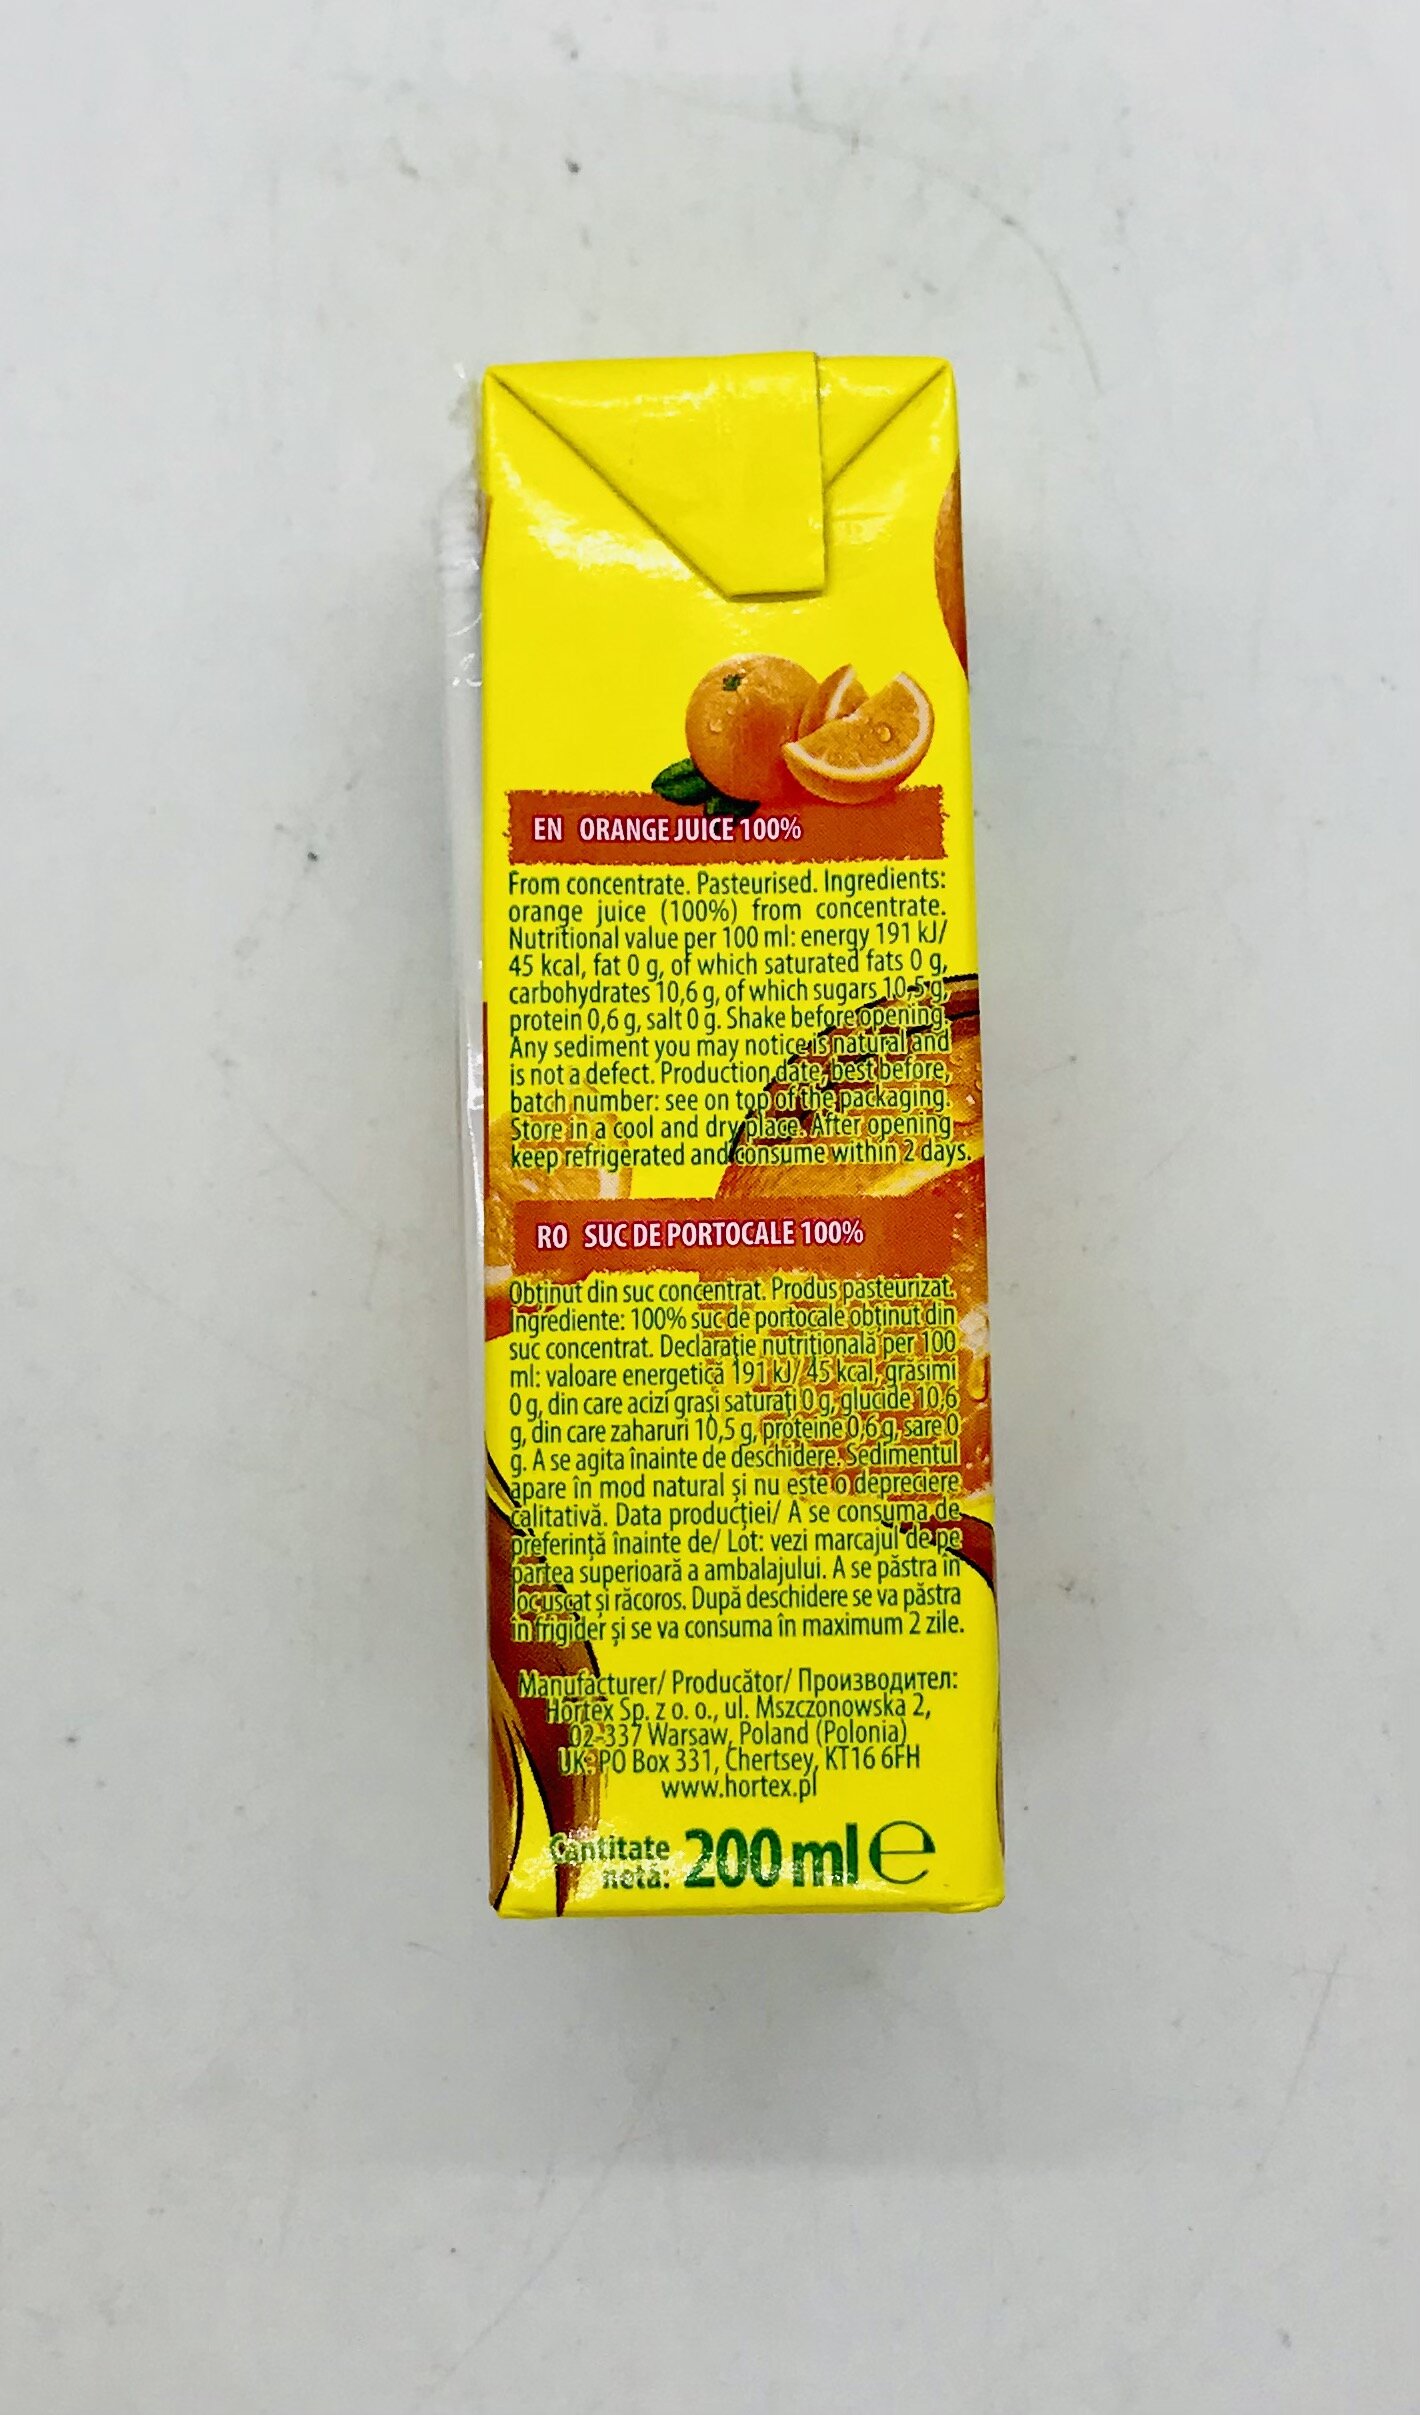 EN ORANGE JUICE 100%
From concentrate. Pasteurised. Ingredients:
orange juice (100%) from concentrate.
Nutritional value per 100 ml: energy 191 kJ/
45 kcal, fat 0 g, of which saturated fats 0 g,
carbohydrates 10,6 g, of which sugars 10,5 g,
protein 0,6 g, salt 0 g. Shake before opening.
Any sediment you may notice is natural and
is not a defect. Production date, best before,
batch number: see on top of the packaging.
Store in a cool and dry place. After opening
keep refrigerated and consume within 2 days.
RO SUC DE PORTOCALE 100%
Obținut din suc concentrat. Produs pasteurizat.
Ingrediente: 100% suc de portocale obținut din
suc concentrat. Declarație nutrițională per 100
ml: valoare energetică 191 kJ/ 45 kcal, grăsimi
0 g, din care acizi grași saturați 0 g, glucide 10,6
g, din care zaharuri 10,5 g, proteine 0,6 g, sare 0
g. A se agita înainte de deschidere. Sedimentul
apare în mod natural și nu este o depreciere
calitativă. Data producției/ A se consuma de
preferință înainte de/ Lot: vezi marcajul de pe
partea superioară a ambalajului. A se păstra în
loc uscat și răcoros. După deschidere se va păstra
în frigider și se va consuma în maximum 2 zile.
Manufacturer/ Producător/ Производител:
Hortex Sp. z o. o., ul. Mszczonowska 2,
02-337 Warsaw, Poland (Polonia)
UK: PO Box 331, Chertsey, KT16 6FH
www.hortex.pl
Cantitate
netă: 200 ml ℮